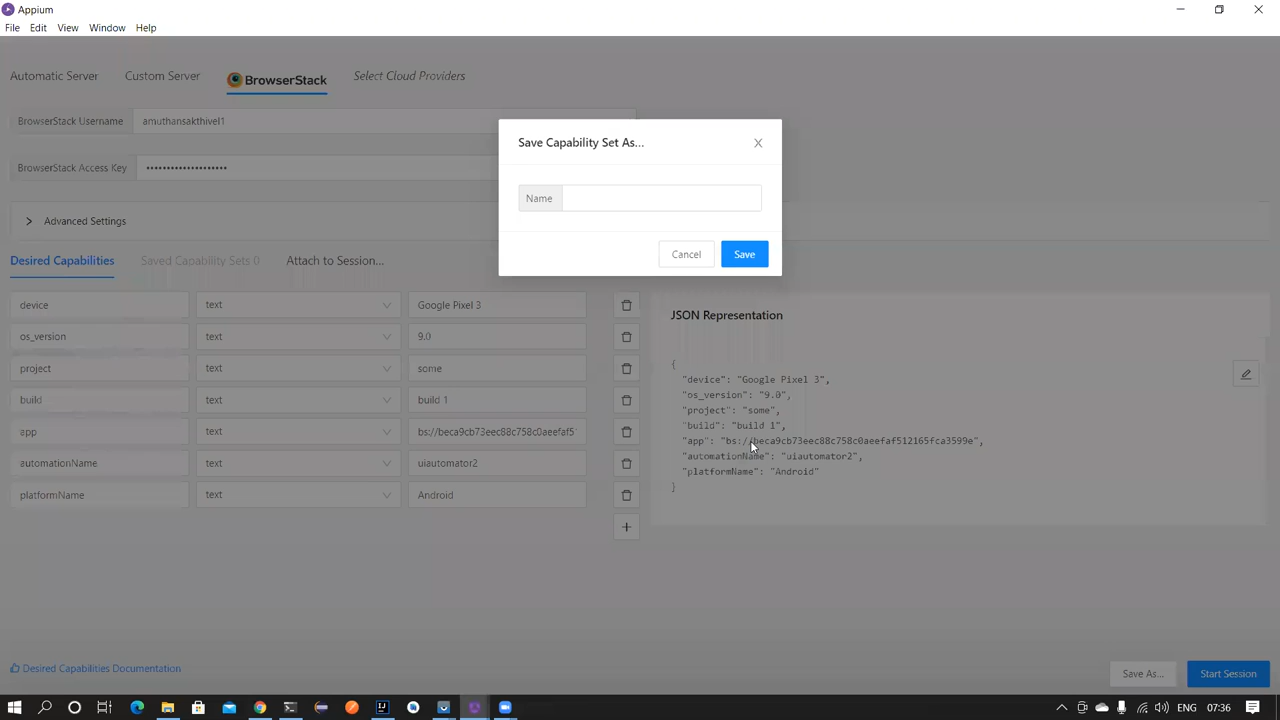 Appium
File Edit View Window Help
Automatic Server Custom Server BrowserStack Select Cloud Providers
BrowserStack Username amuthansakthivel1
Save Capability Set As...
BrowserStack Access Key ••••••••••••••••••••
Name
Advanced Settings
Cancel Save
Desired Capabilities Saved Capability Sets 0 Attach to Session...
device text Google Pixel 3
os_version text 9.0
project text some
build text build 1
app text bs://beca9cb73eec88c758c0aeefaf51
automationName text uiautomator2
platformName text Android
+
JSON Representation
{
"device": "Google Pixel 3",
"os_version": "9.0",
"project": "some",
"build": "build 1",
"app": "bs://beca9cb73eec88c758c0aeefaf512165fca3599e",
"automationName": "uiautomator2",
"platformName": "Android"
}
Desired Capabilities Documentation
Save As... Start Session
ENG 07:36